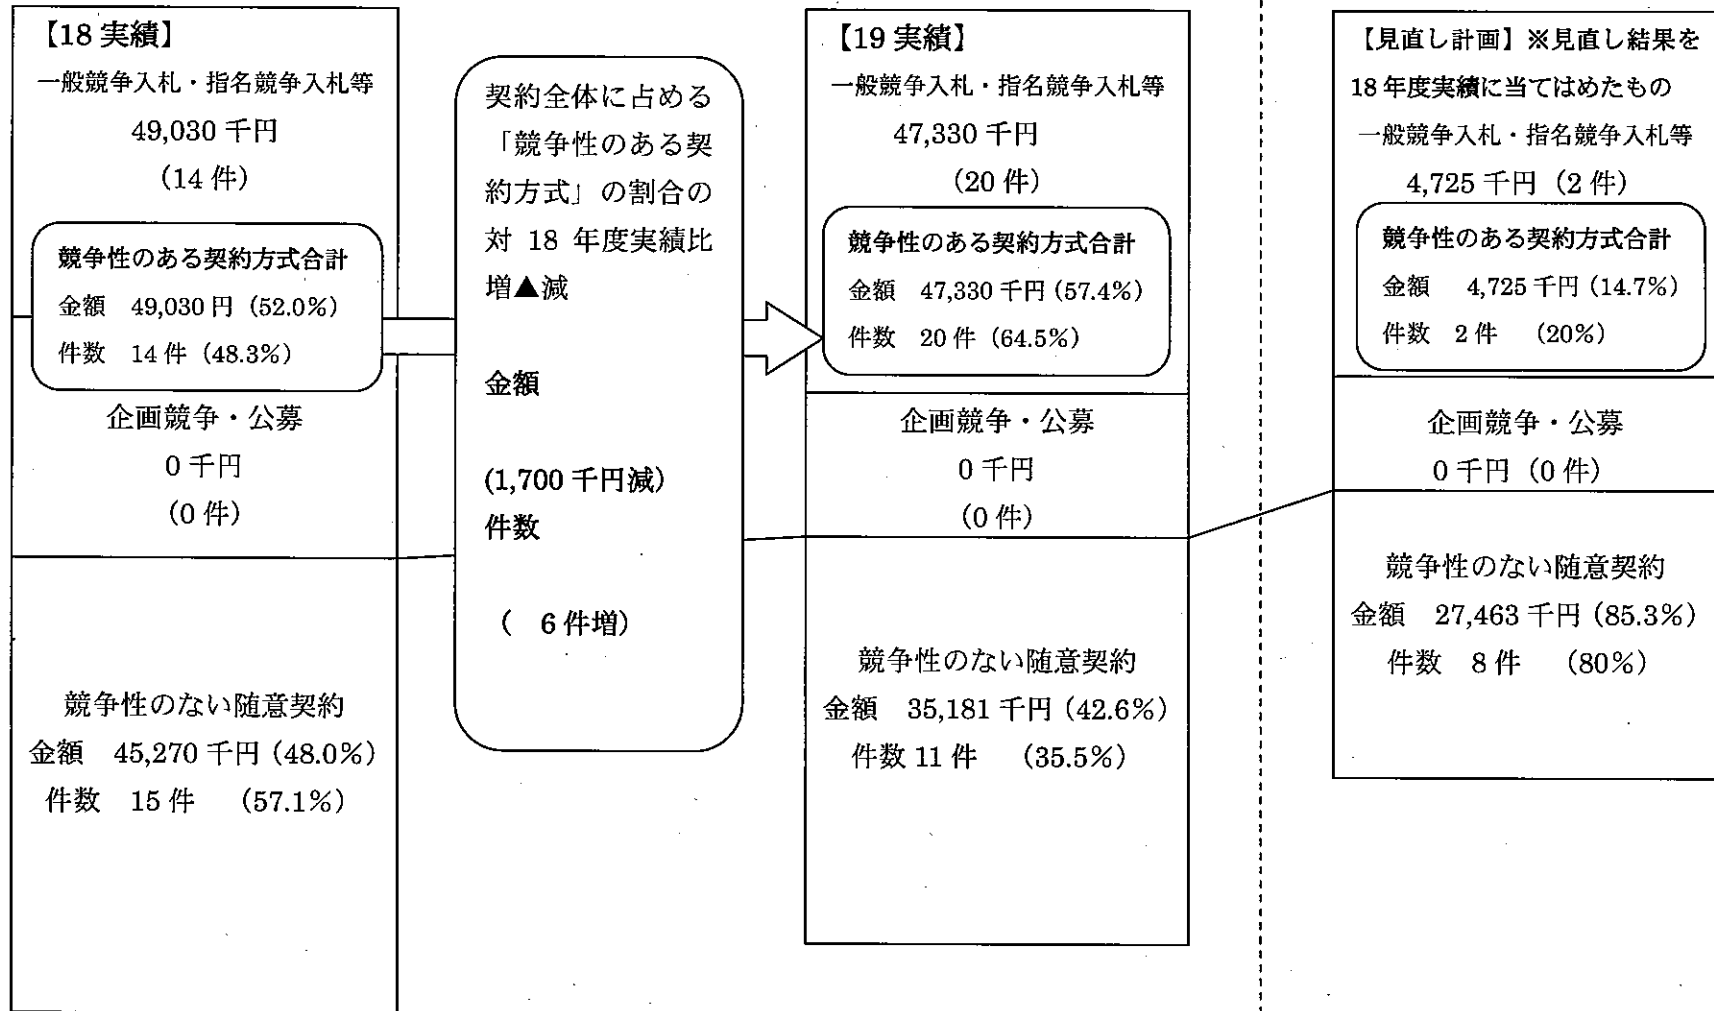 【18 実績】
一般競争入札・指名競争入札等
49,030 千円
（14 件）
競争性のある契約方式合計
金額　49,030 円（52.0%）
件数　14 件（48.3%）
企画競争・公募
0 千円
（0 件）
競争性のない随意契約
金額　45,270 千円（48.0%）
件数　15 件　（57.1%）
契約全体に占める
「競争性のある契
約方式」の割合の
対 18 年度実績比
増▲減
金額
(1,700 千円減）
件数
（　6 件増）
【19 実績】
一般競争入札・指名競争入札等
47,330 千円
（20 件）
競争性のある契約方式合計
金額　47,330 千円（57.4%）
件数　20 件（64.5%）
企画競争・公募
0 千円
（0 件）
競争性のない随意契約
金額　35,181 千円（42.6%）
件数 11 件　（35.5%）
【見直し計画】※見直し結果を
18 年度実績に当てはめたもの
一般競争入札・指名競争入札等
4,725 千円（2 件）
競争性のある契約方式合計
金額　4,725 千円（14.7%）
件数　2 件　（20%）
企画競争・公募
0 千円（0 件）
競争性のない随意契約
金額　27,463 千円（85.3%）
件数　8 件　（80%）